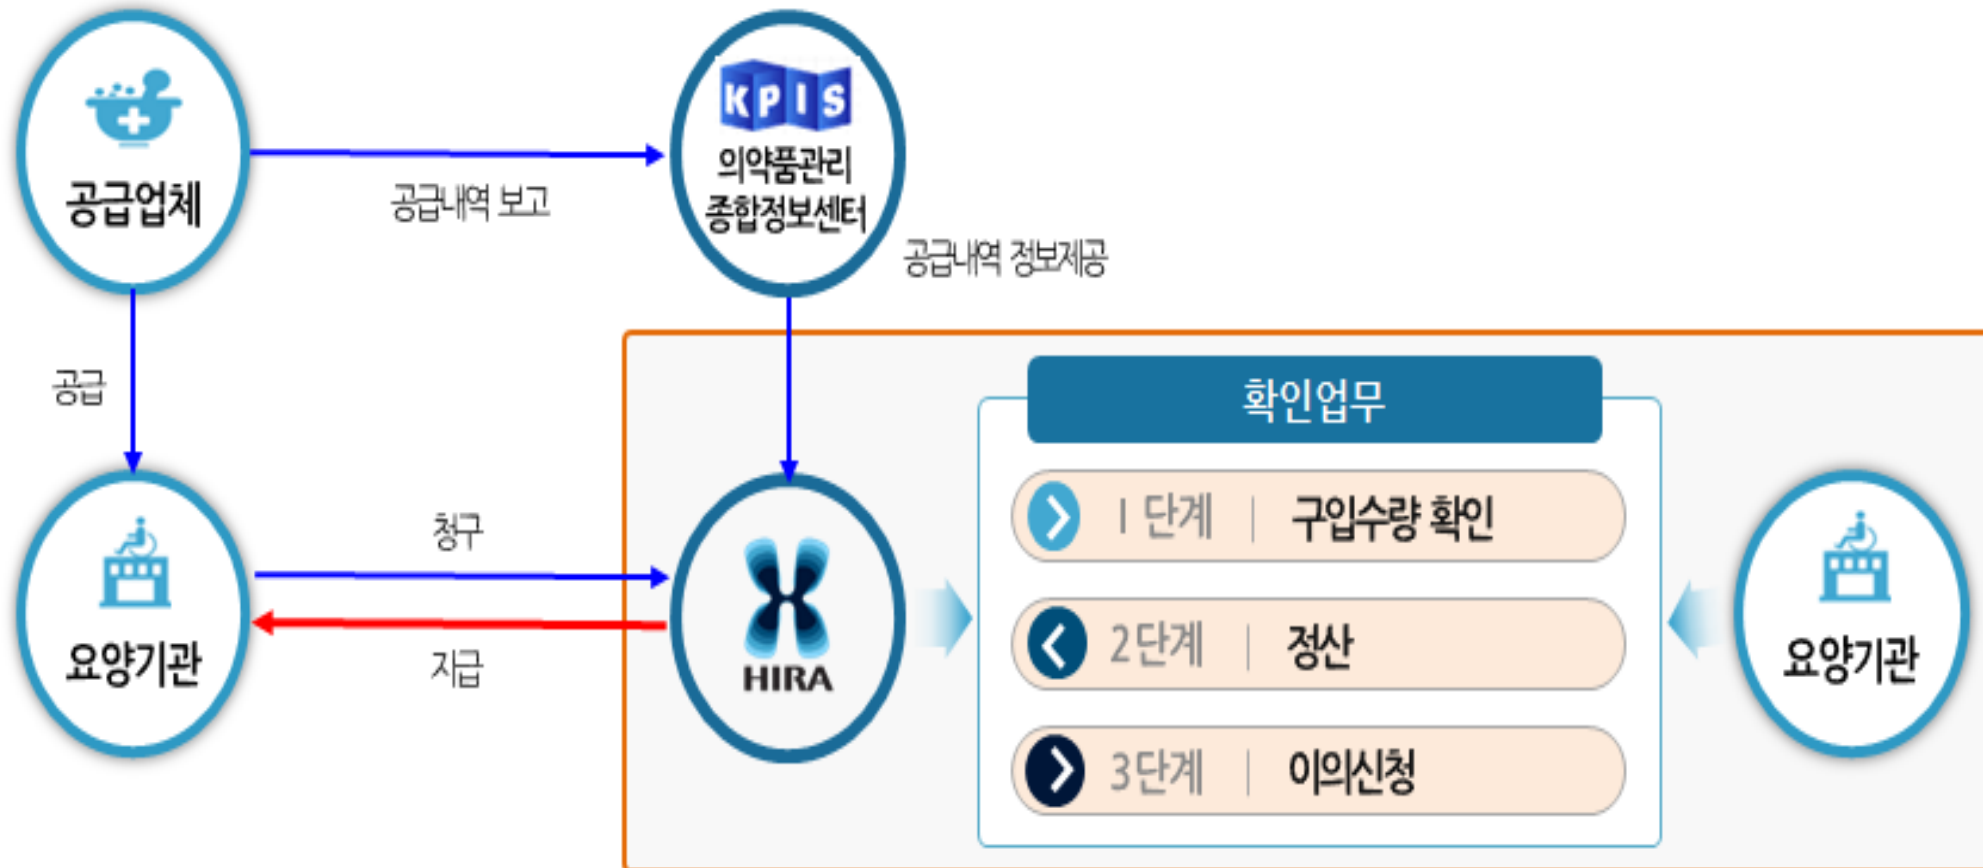 KPIS
의약품관리
종합정보센터
공급업체
공급내역 보고
공급내역 정보제공
공급
확인업무
1 단계 | 구입수량 확인
청구
2단계 | 정산
HIRA
요양기관
지급
요양기관
3단계 | 이의신청